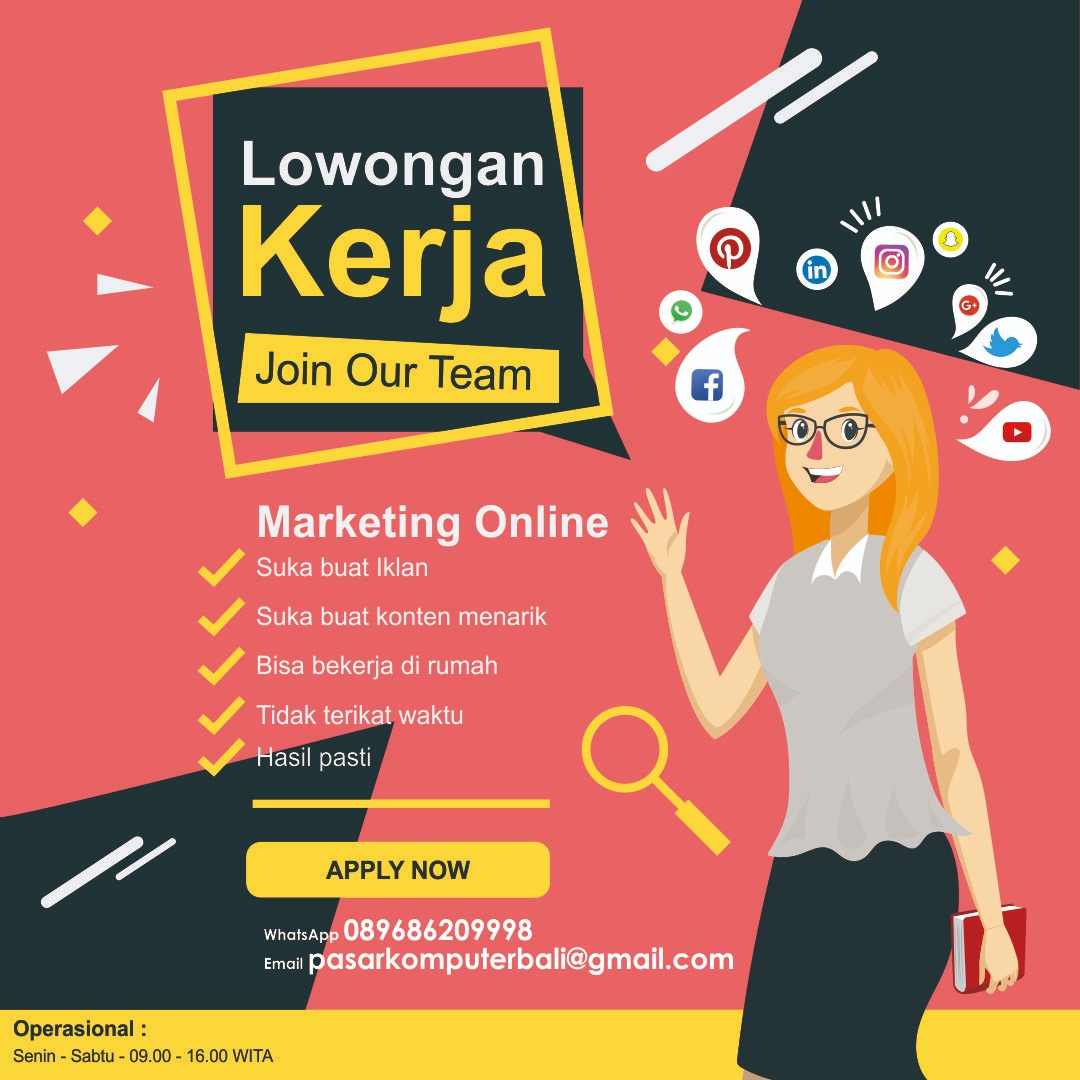 Lowongan
Kerja
Join Our Team
Marketing Online
Suka buat Iklan
Suka buat konten menarik
Bisa bekerja di rumah
Tidak terikat waktu
Hasil pasti
APPLY NOW
WhatsApp 089686209998
Email pasarkomputerbali@gmail.com
Operasional :
Senin - Sabtu - 09.00 - 16.00 WITA
in
G+
f